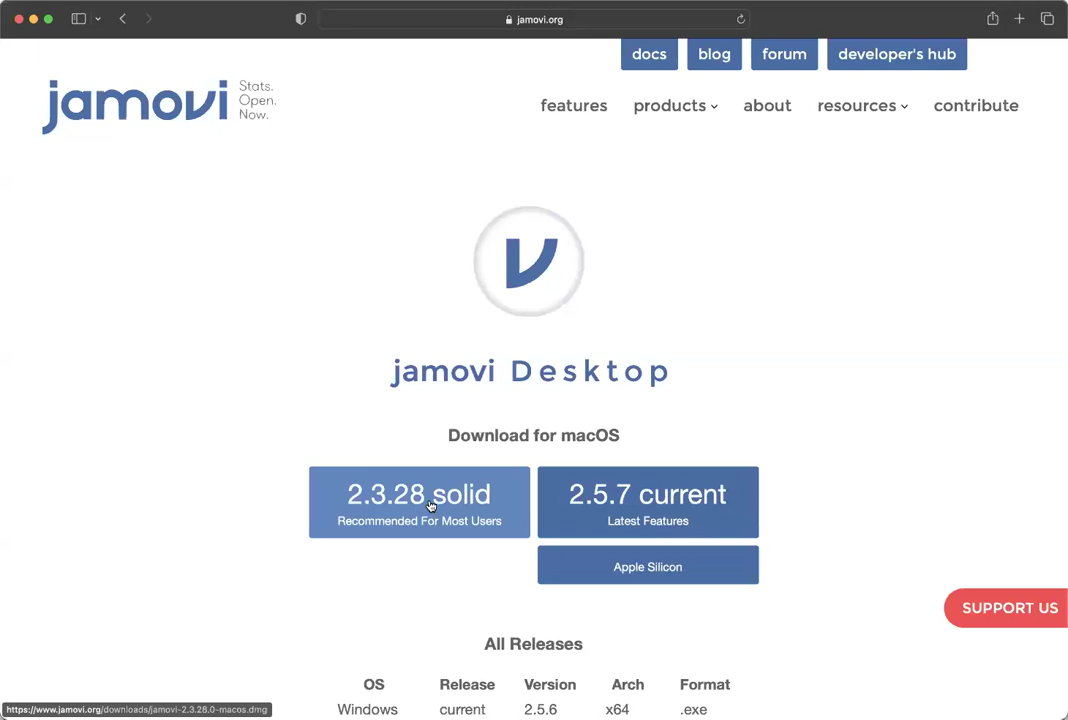 jamovi.org
docs
blog
forum
developer's hub
jamovi
Stats.
Open.
Now.
features
products
about
resources
contribute
jamovi Desktop
Download for macOS
2.3.28 solid
Recommended For Most Users
2.5.7 current
Latest Features
Apple Silicon
SUPPORT US
All Releases
OS Release Version Arch Format
Windows current 2.5.6 x64 .exe
https://www.jamovi.org/downloads/jamovi-2.3.28.0-macos.dmg